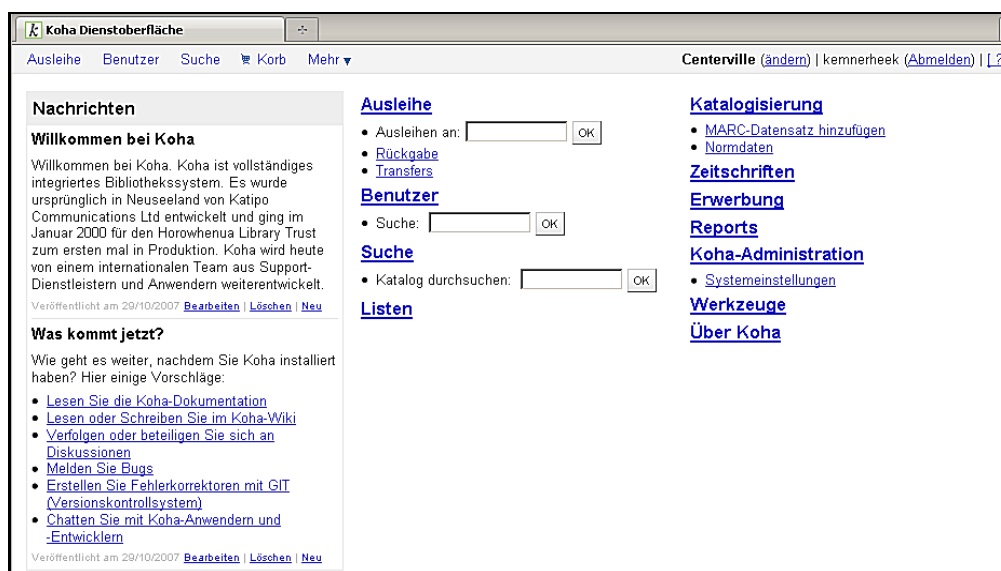 Koha Dienstoberfläche
Ausleihe Benutzer Suche Korb Mehr ▾ Centerville (ändern) | kemnerheek (Abmelden) | [ ?
Nachrichten
Willkommen bei Koha
Willkommen bei Koha. Koha ist vollständiges
integriertes Bibliothekssystem. Es wurde
ursprünglich in Neuseeland von Katipo
Communications Ltd entwickelt und ging im
Januar 2000 für den Horowhenua Library Trust
zum ersten mal in Produktion. Koha wird heute
von einem internationalen Team aus Support-
Dienstleistern und Anwendern weiterentwickelt.
Veröffentlicht am 29/10/2007 Bearbeiten | Löschen | Neu
Was kommt jetzt?
Wie geht es weiter, nachdem Sie Koha installiert
haben? Hier einige Vorschläge:
• Lesen Sie die Koha-Dokumentation
• Lesen oder Schreiben Sie im Koha-Wiki
• Verfolgen oder beteiligen Sie sich an
Diskussionen
• Melden Sie Bugs
• Erstellen Sie Fehlerkorrektoren mit GIT
(Versionskontrollsystem)
• Chatten Sie mit Koha-Anwendern und
-Entwicklern
Veröffentlicht am 29/10/2007 Bearbeiten | Löschen | Neu
Ausleihe
• Ausleihen an: OK
• Rückgabe
• Transfers
Benutzer
• Suche: OK
Suche
• Katalog durchsuchen: OK
Listen
Katalogisierung
• MARC-Datensatz hinzufügen
• Normdaten
Zeitschriften
Erwerbung
Reports
Koha-Administration
• Systemeinstellungen
Werkzeuge
Über Koha